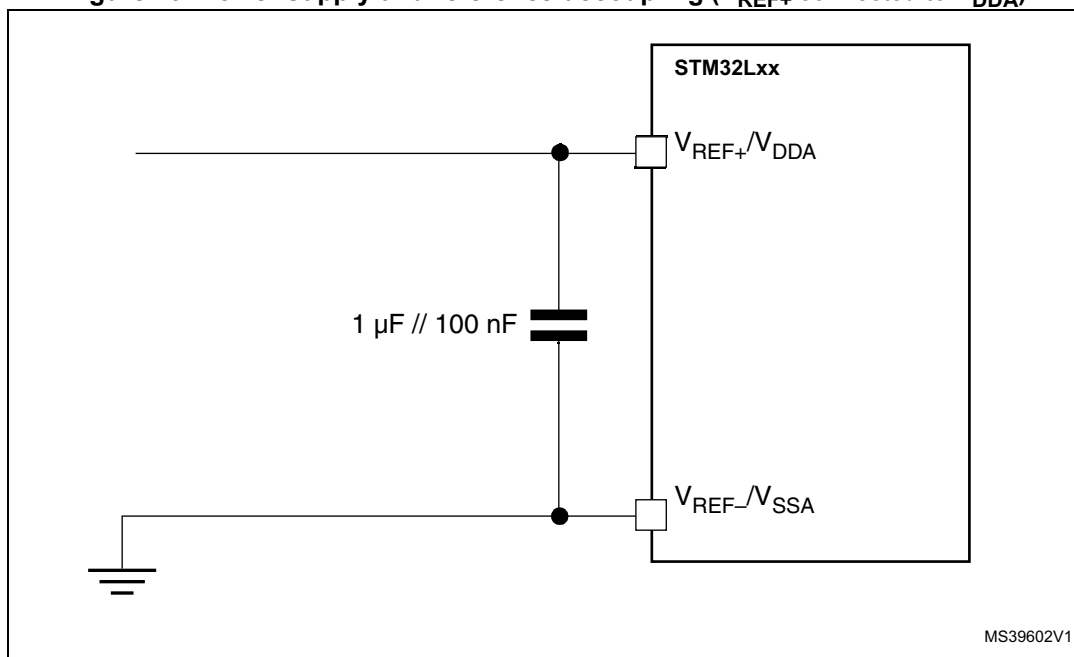 STM32Lxx
VREF+/VDDA
1 µF // 100 nF
VREF–/VSSA
MS39602V1